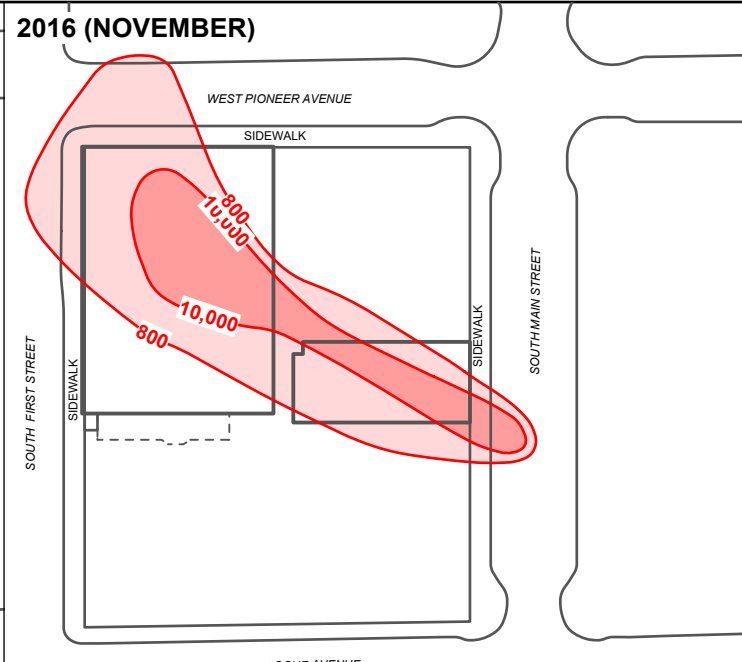 2016 (NOVEMBER)
WEST PIONEER AVENUE
SIDEWALK
800
10,000
10,000
800
SIDEWALK
SOUTH MAIN STREET
SOUTH FIRST STREET
SIDEWALK
AVENUE